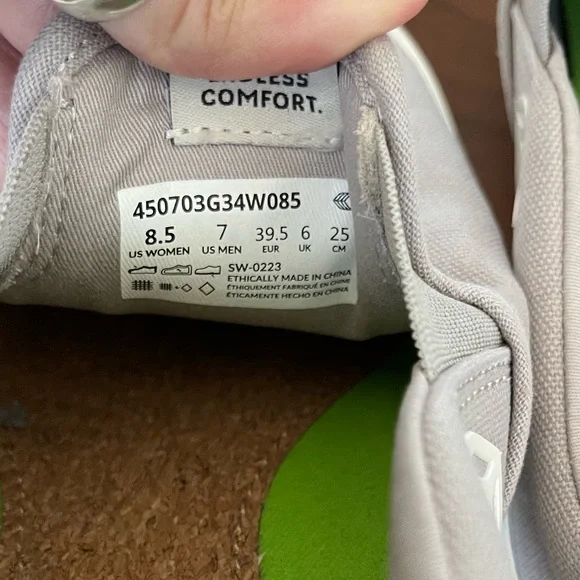 COMFORT.
450703G34W085
8.5 7 39.5 6 25
US WOMEN US MEN EUR UK CM
SW-0223
ETHICALLY MADE IN CHINA
ÉTHIQUEMENT FABRIQUÉ EN CHINE
ÉTICAMENTE HECHO EN CHINA